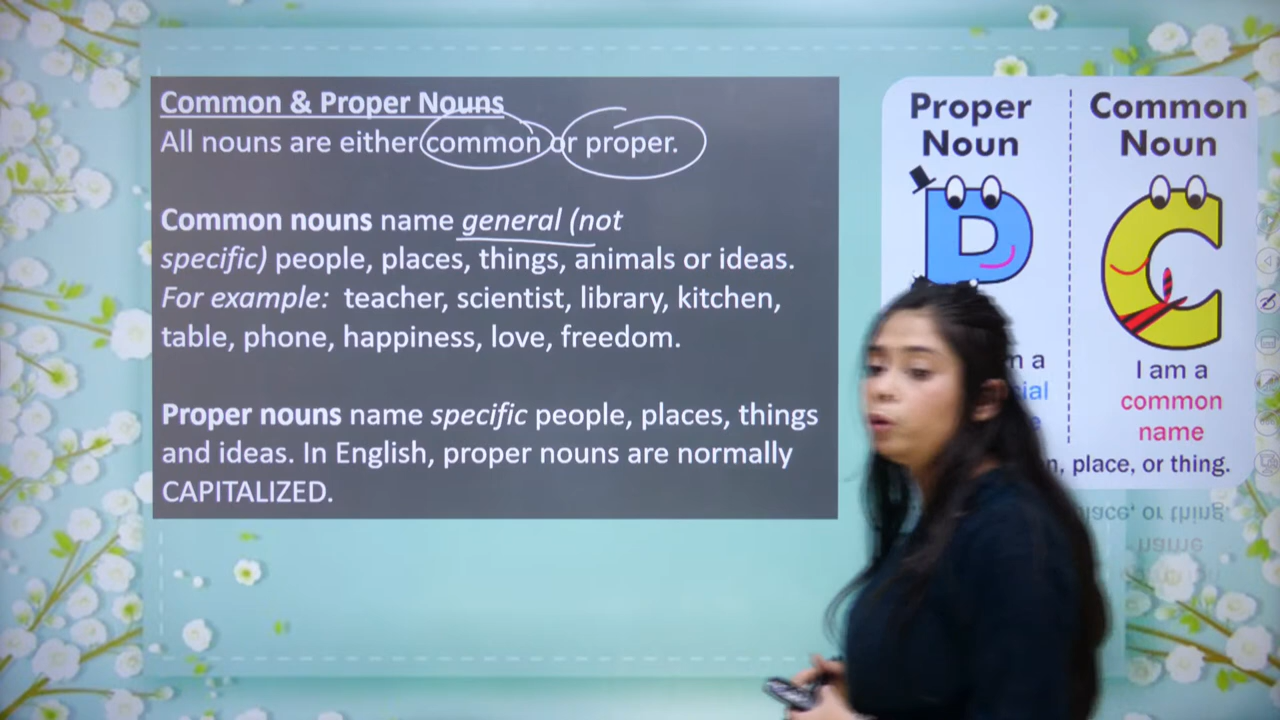 Common & Proper Nouns
All nouns are either common or proper.
Common nouns name general (not
specific) people, places, things, animals or ideas.
For example: teacher, scientist, library, kitchen,
table, phone, happiness, love, freedom.
Proper nouns name specific people, places, things
and ideas. In English, proper nouns are normally
CAPITALIZED.
Proper
Noun
Common
Noun
I am a
common
name
place, or thing.